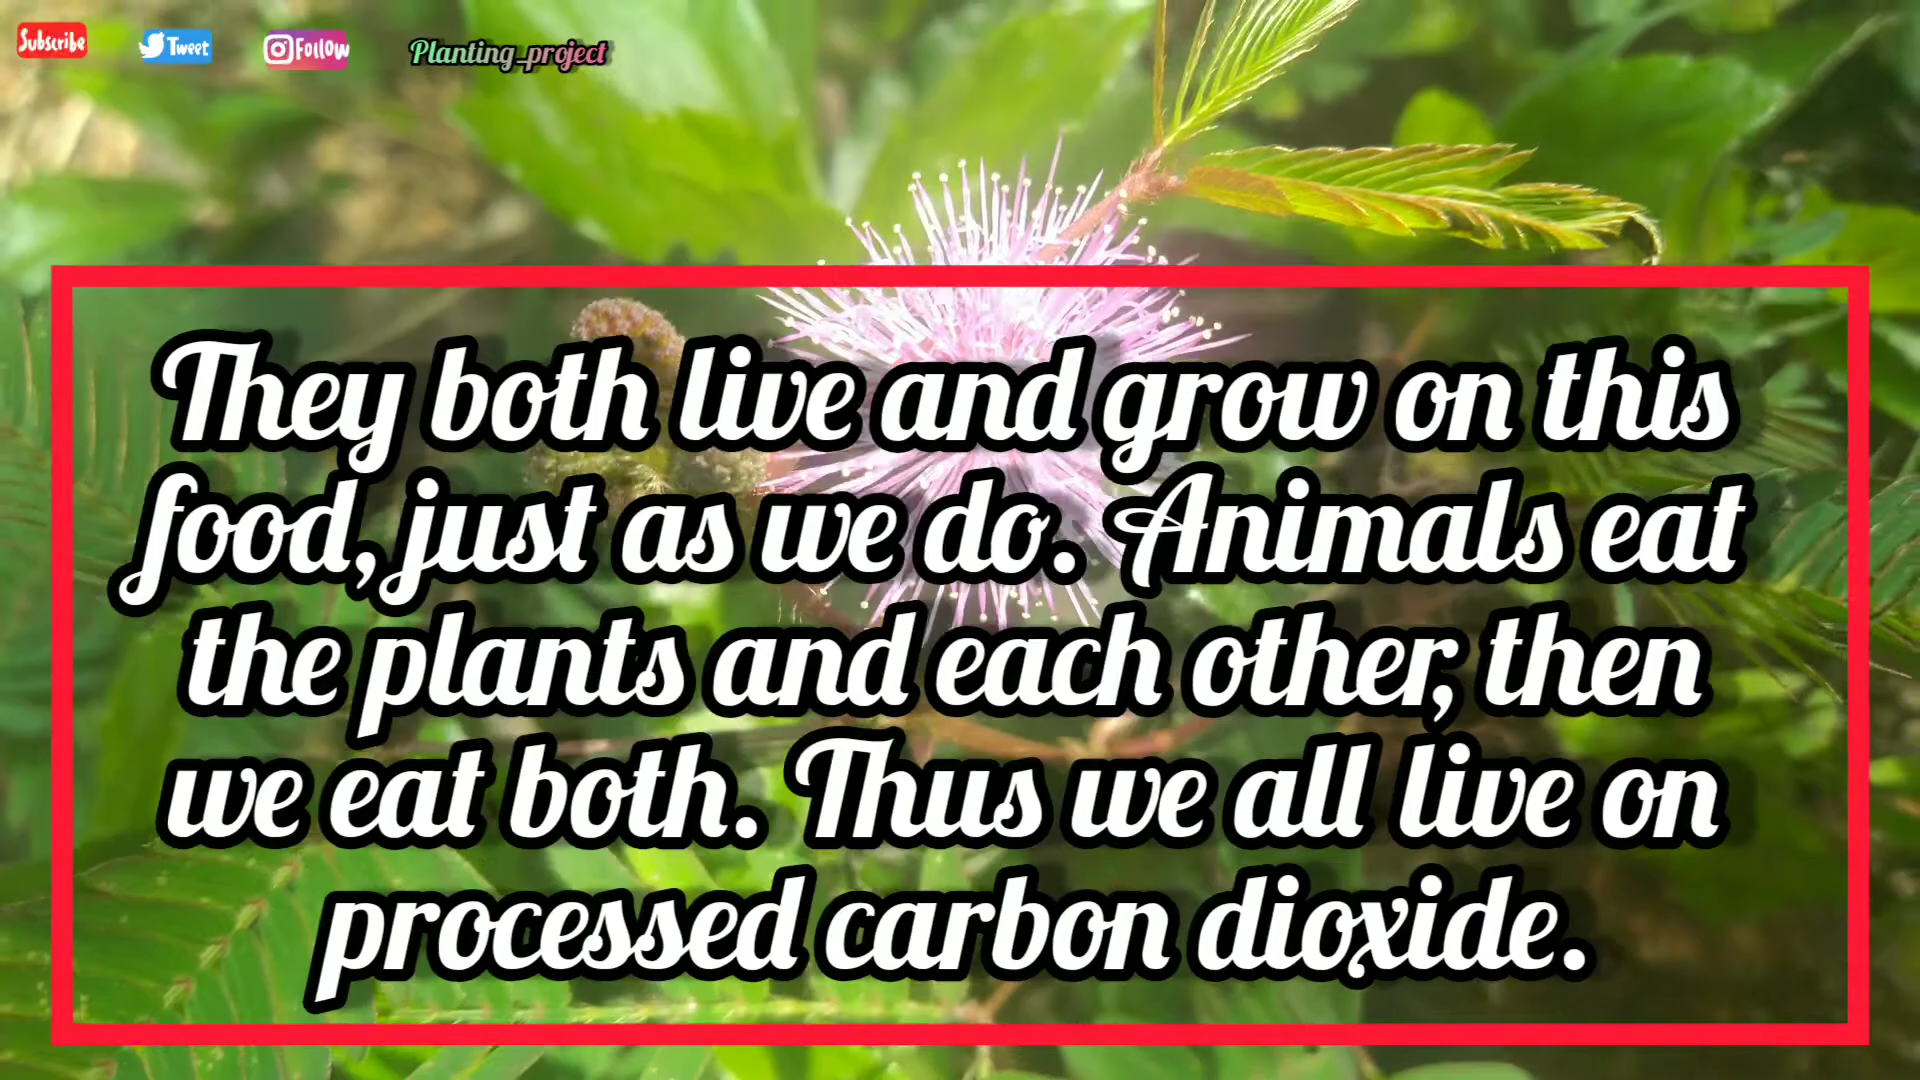 Subscribe
Tweet
Follow
Planting_project
They both live and grow on this
food, just as we do. Animals eat
the plants and each other, then
we eat both. Thus we all live on
processed carbon dioxide.